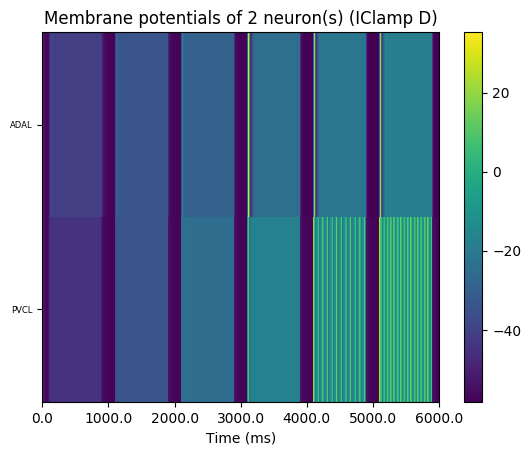 Membrane potentials of 2 neuron(s) (IClamp D)
ADAL
PVCL
0.0 1000.0 2000.0 3000.0 4000.0 5000.0 6000.0
Time (ms)
20
0
−20
−40